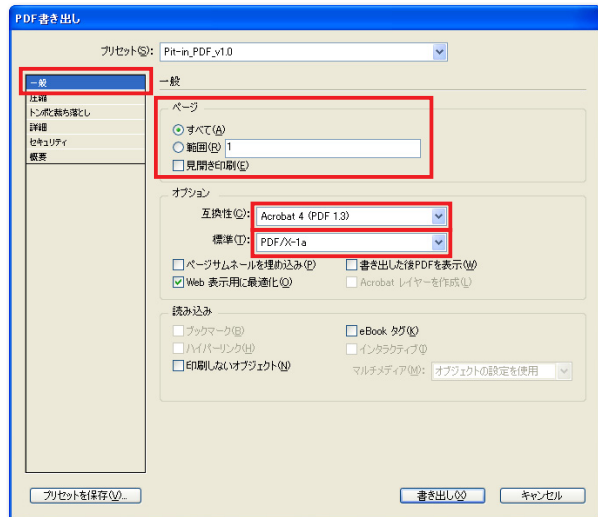 PDF書き出し
プリセット(S): Pit-in_PDF_v1.0
一般
圧縮
トンボと裁ち落とし
詳細
セキュリティ
概要
一般
ページ
すべて(A)
範囲(R) 1
見開き印刷(E)
オプション
互換性(C): Acrobat 4 (PDF 1.3)
標準(T): PDF/X-1a
ページサムネールを埋め込み(P) 書き出した後PDFを表示(W)
Web 表示用に最適化(O) Acrobat レイヤーを作成(L)
読み込み
ブックマーク(B) eBook タグ(K)
ハイパーリンク(H) インタラクティブ(I)
印刷しないオブジェクト(N) マルチメディア(M): オブジェクトの設定を使用
プリセットを保存(V)... 書き出し(X) キャンセル